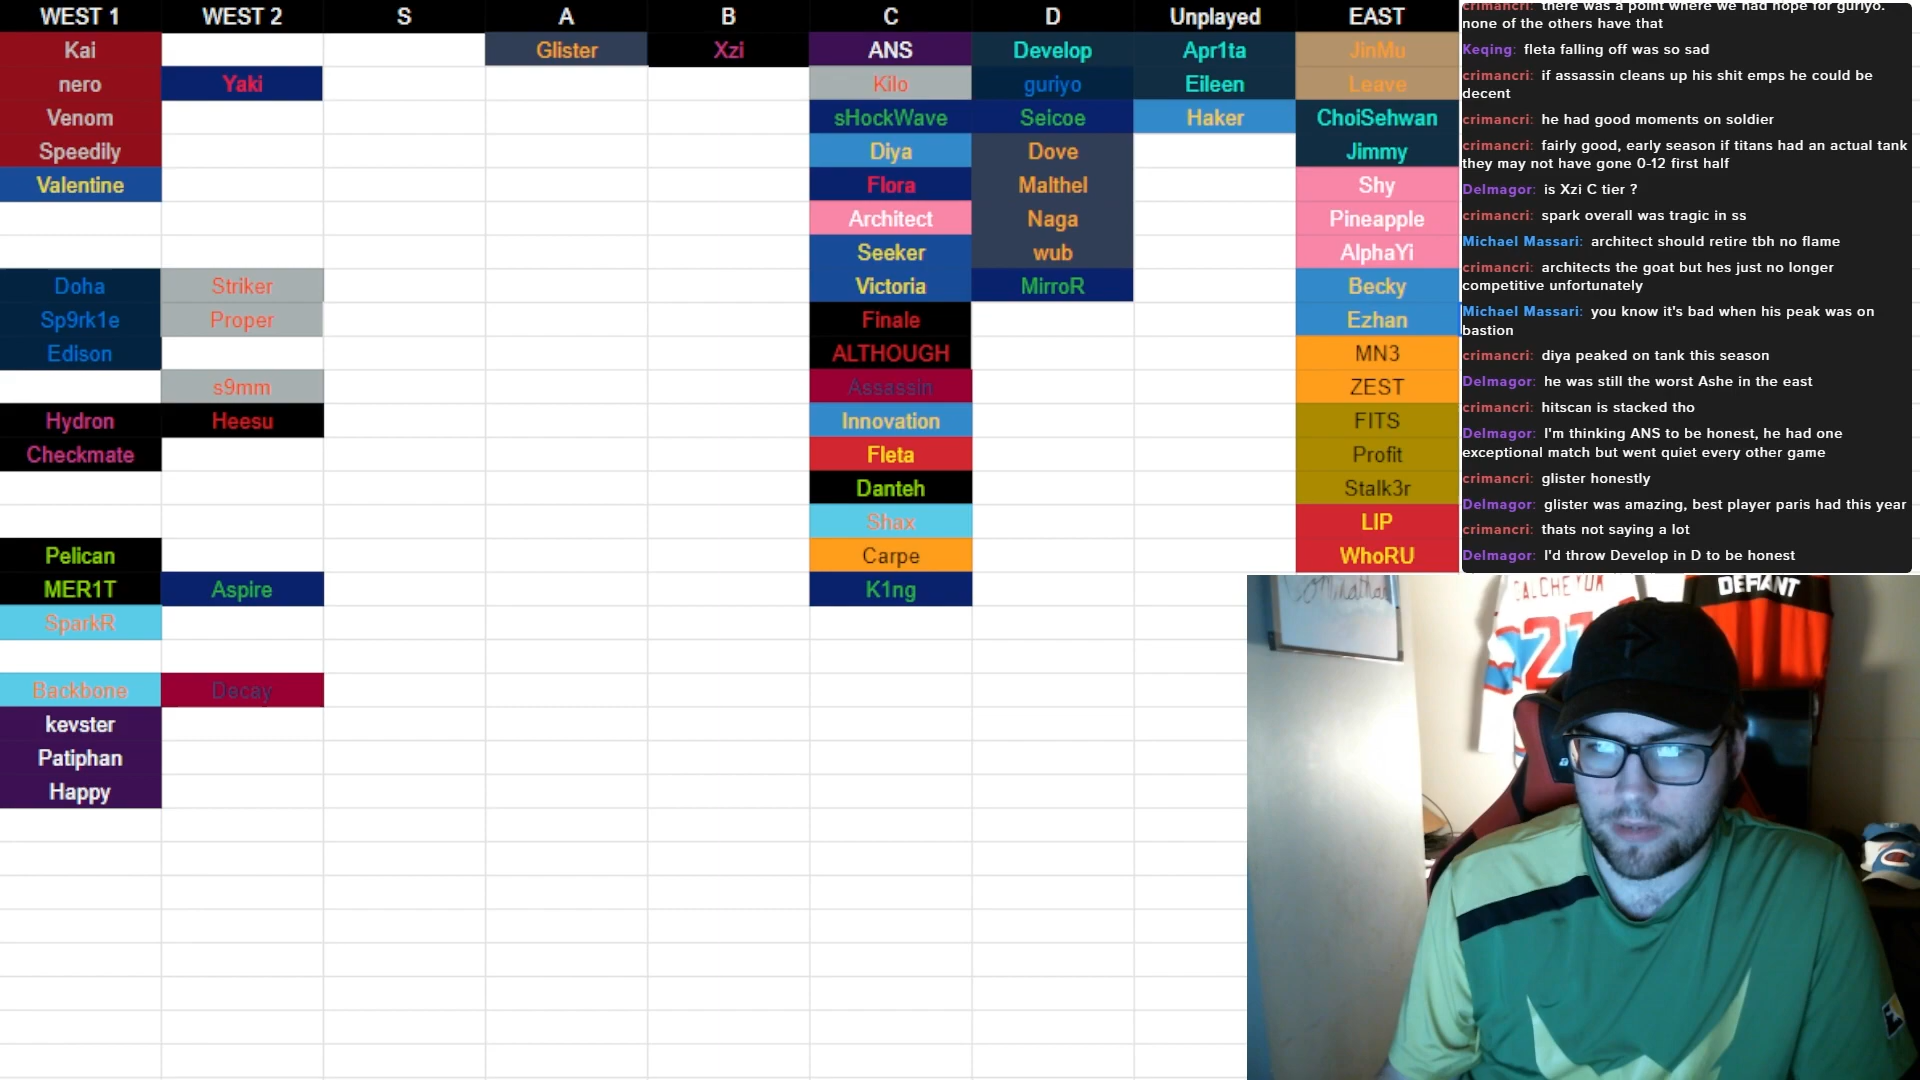 WEST 1 WEST 2 S A B C D Unplayed EAST
Kai Glister Xzi ANS Develop Apr1ta JinMu
nero Yaki Kilo guriyo Eileen Leave
Venom sHockWave Seicoe Haker ChoiSehwan
Speedily Diya Dove Jimmy
Valentine Flora Malthel Shy
Architect Naga Pineapple
Seeker wub AlphaYi
Doha Striker Victoria MirroR Becky
Sp9rk1e Proper Finale Ezhan
Edison ALTHOUGH MN3
s9mm Assassin ZEST
Hydron Heesu Innovation FITS
Checkmate Fleta Profit
Danteh Stalk3r
Shax LIP
Pelican Carpe WhoRU
MER1T Aspire K1ng
SparkR
Backbone Decay
kevster
Patiphan
Happy
crimancri: there was a point where we had hope for guriyo.
none of the others have that
Keqing: fleta falling off was so sad
crimancri: if assassin cleans up his shit emps he could be
decent
crimancri: he had good moments on soldier
crimancri: fairly good, early season if titans had an actual tank
they may not have gone 0-12 first half
Delmagor: is Xzi C tier ?
crimancri: spark overall was tragic in ss
Michael Massari: architect should retire tbh no flame
crimancri: architects the goat but hes just no longer
competitive unfortunately
Michael Massari: you know it's bad when his peak was on
bastion
crimancri: diya peaked on tank this season
Delmagor: he was still the worst Ashe in the east
crimancri: hitscan is stacked tho
Delmagor: I'm thinking ANS to be honest, he had one
exceptional match but went quiet every other game
crimancri: glister honestly
Delmagor: glister was amazing, best player paris had this year
crimancri: thats not saying a lot
Delmagor: I'd throw Develop in D to be honest
DEFIANT